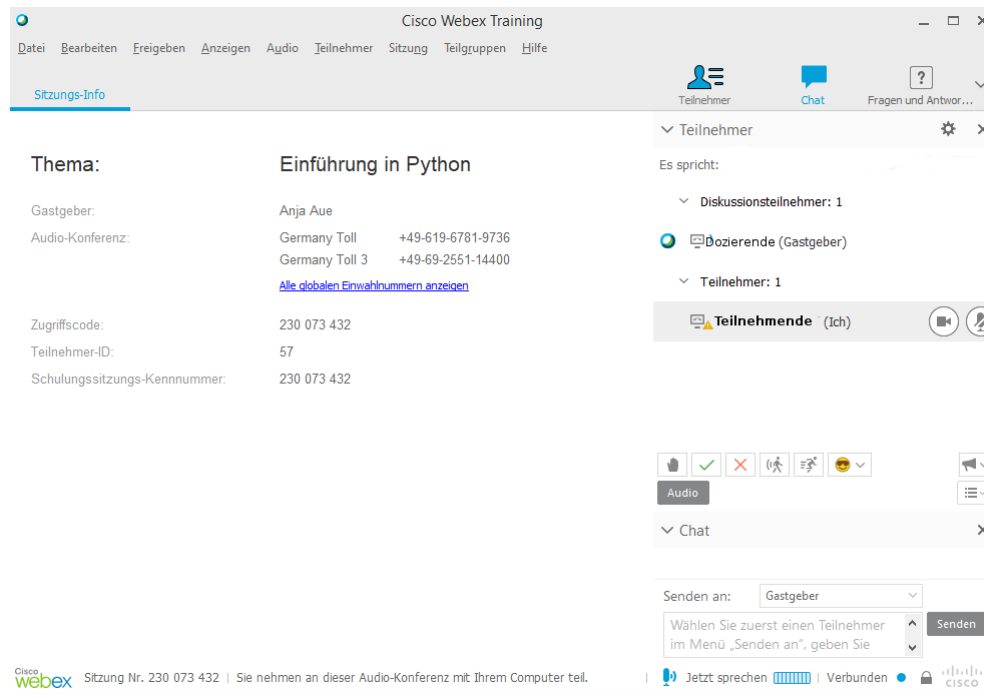 Cisco Webex Training
Datei Bearbeiten Freigeben Anzeigen Audio Teilnehmer Sitzung Teilgruppen Hilfe
Sitzungs-Info
Teilnehmer Chat Fragen und Antwor...
Thema: Einführung in Python
Gastgeber: Anja Aue
Audio-Konferenz: Germany Toll +49-619-6781-9736
Germany Toll 3 +49-69-2551-14400
Alle globalen Einwahlnummern anzeigen
Zugriffscode: 230 073 432
Teilnehmer-ID: 57
Schulungssitzungs-Kennnummer: 230 073 432
Teilnehmer
Es spricht:
Diskussionsteilnehmer: 1
Dozierende (Gastgeber)
Teilnehmer: 1
Teilnehmende (Ich)
Audio
Chat
Senden an: Gastgeber
Wählen Sie zuerst einen Teilnehmer
im Menü „Senden an“, geben Sie
Senden
Cisco webex Sitzung Nr. 230 073 432 | Sie nehmen an dieser Audio-Konferenz mit Ihrem Computer teil. | Jetzt sprechen | Verbunden CISCO